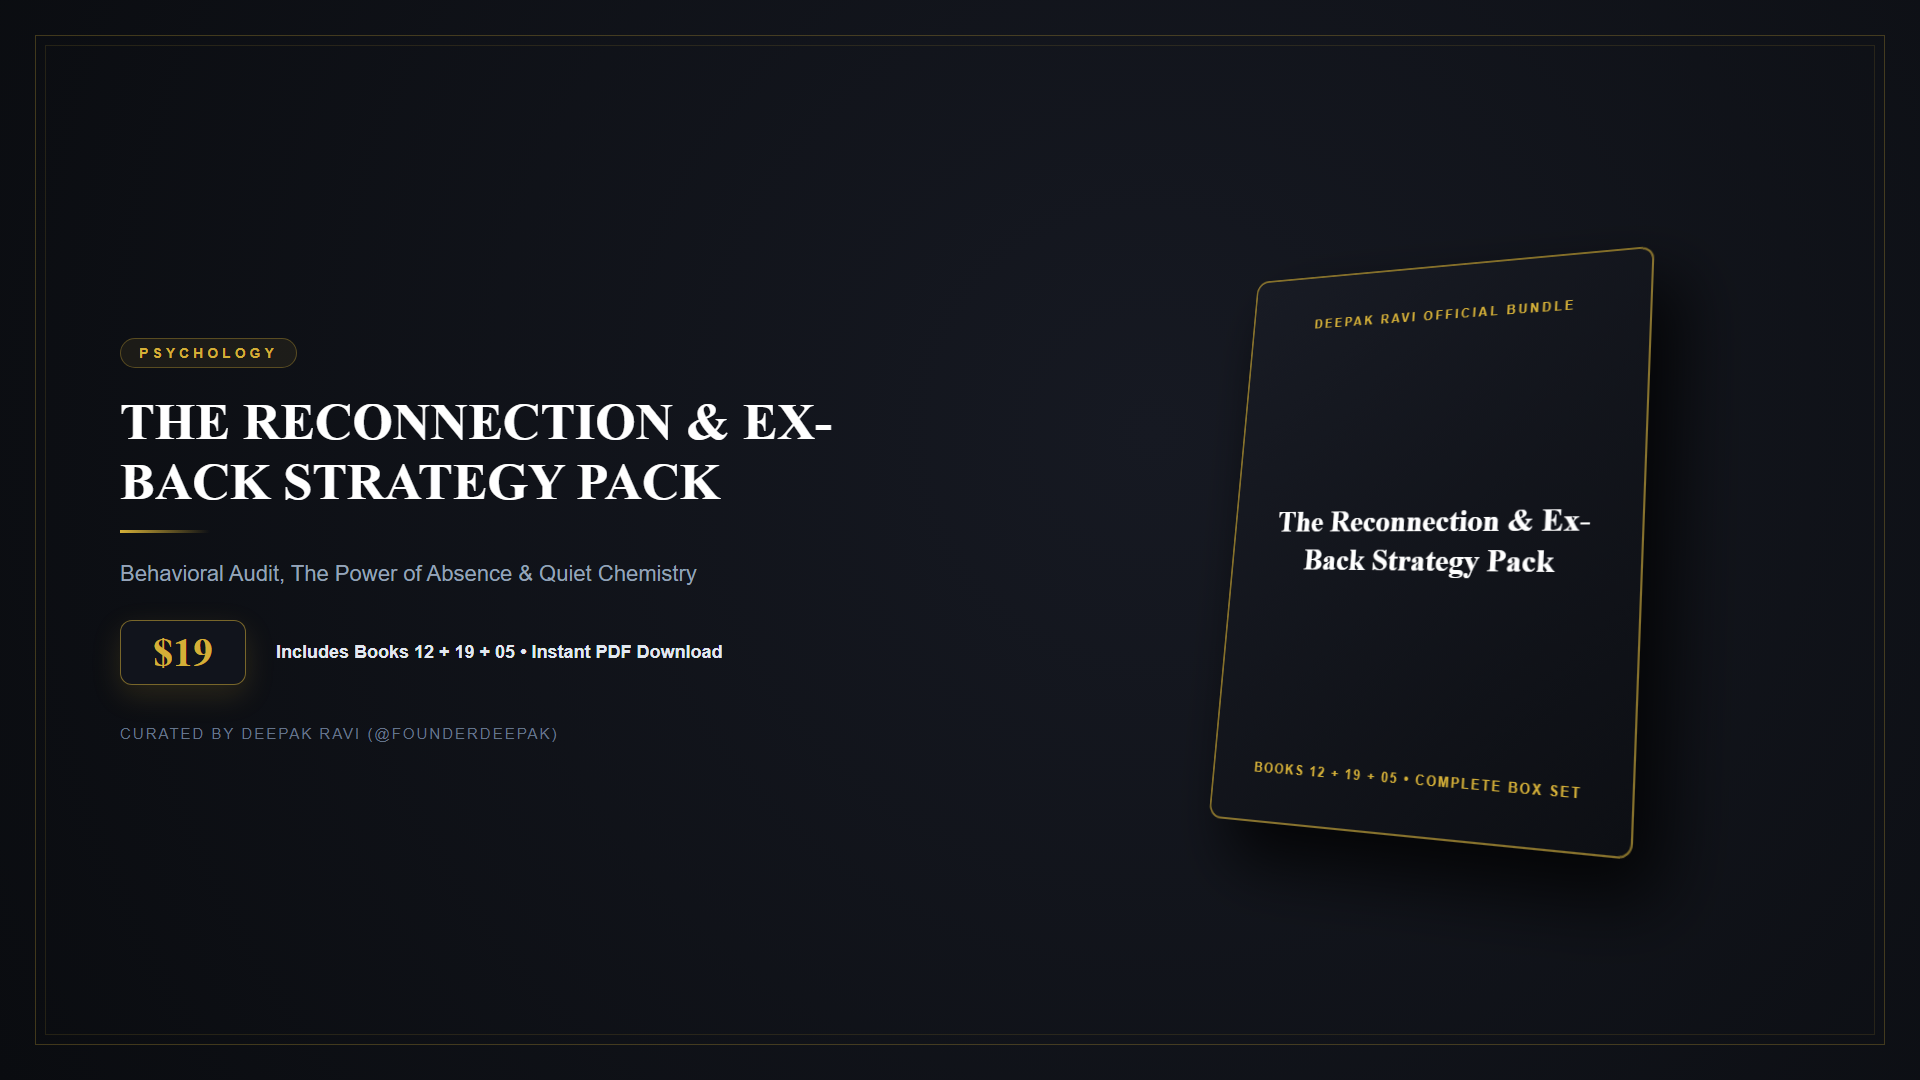 PSYCHOLOGY
THE RECONNECTION & EX-
BACK STRATEGY PACK
Behavioral Audit, The Power of Absence & Quiet Chemistry
$19
Includes Books 12 + 19 + 05 • Instant PDF Download
CURATED BY DEEPAK RAVI (@FOUNDERDEEPAK)
DEEPAK RAVI OFFICIAL BUNDLE
The Reconnection & Ex-
Back Strategy Pack
BOOKS 12 + 19 + 05 • COMPLETE BOX SET